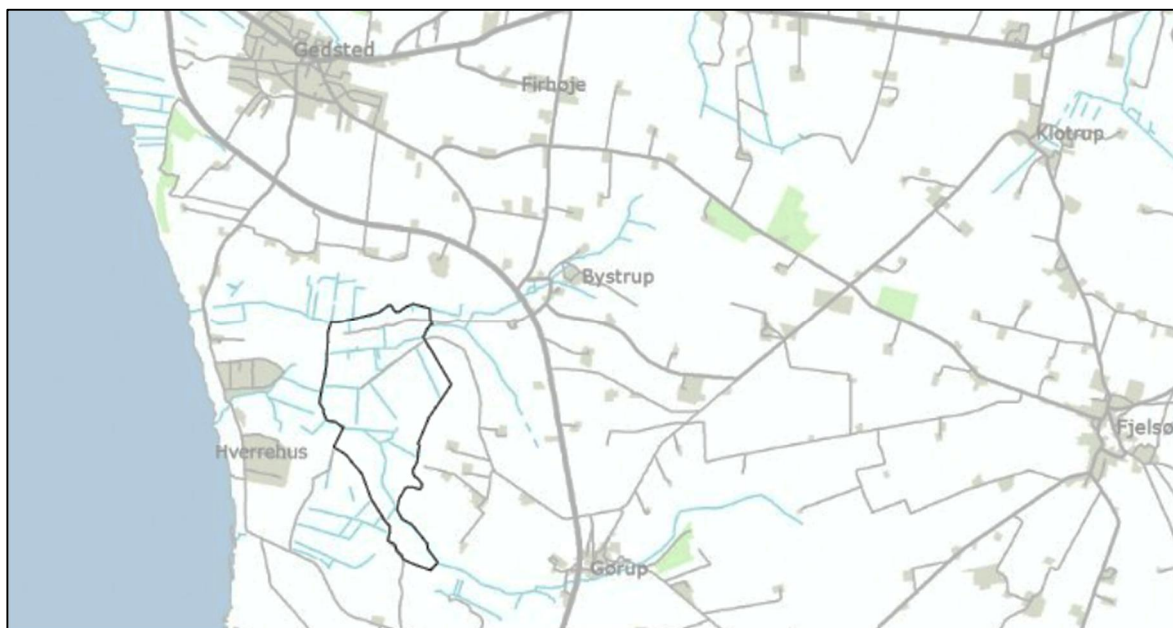 Gedsted
Firhøje
Klotrup
Bystrup
Hverrehus
Fjelsø
Gørup